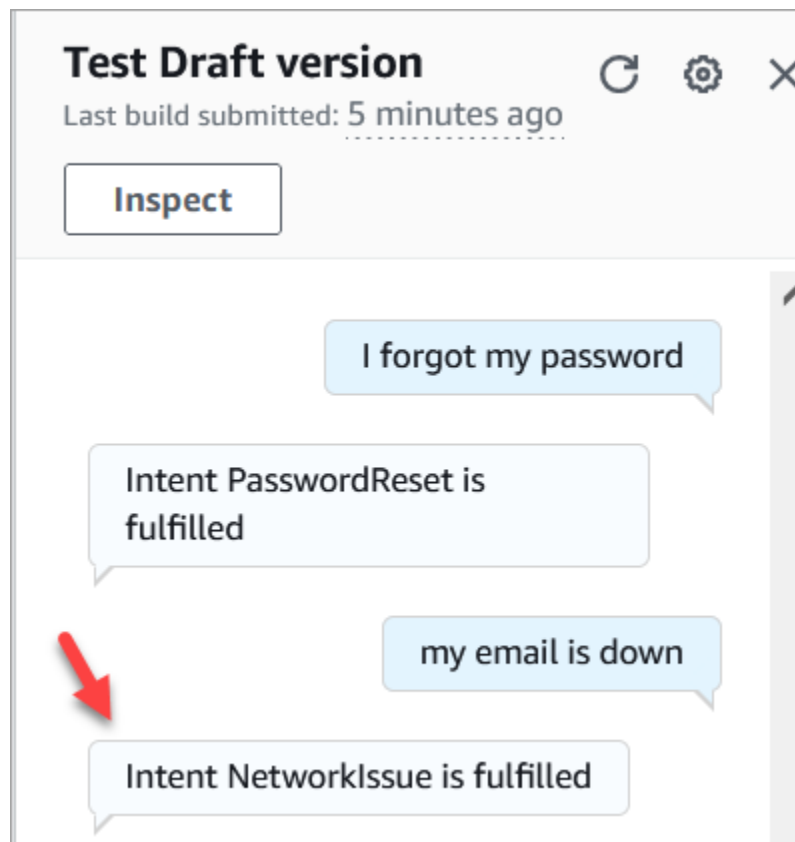 Test Draft version
Last build submitted: 5 minutes ago
Inspect
I forgot my password
Intent PasswordReset is
fulfilled
my email is down
Intent NetworkIssue is fulfilled